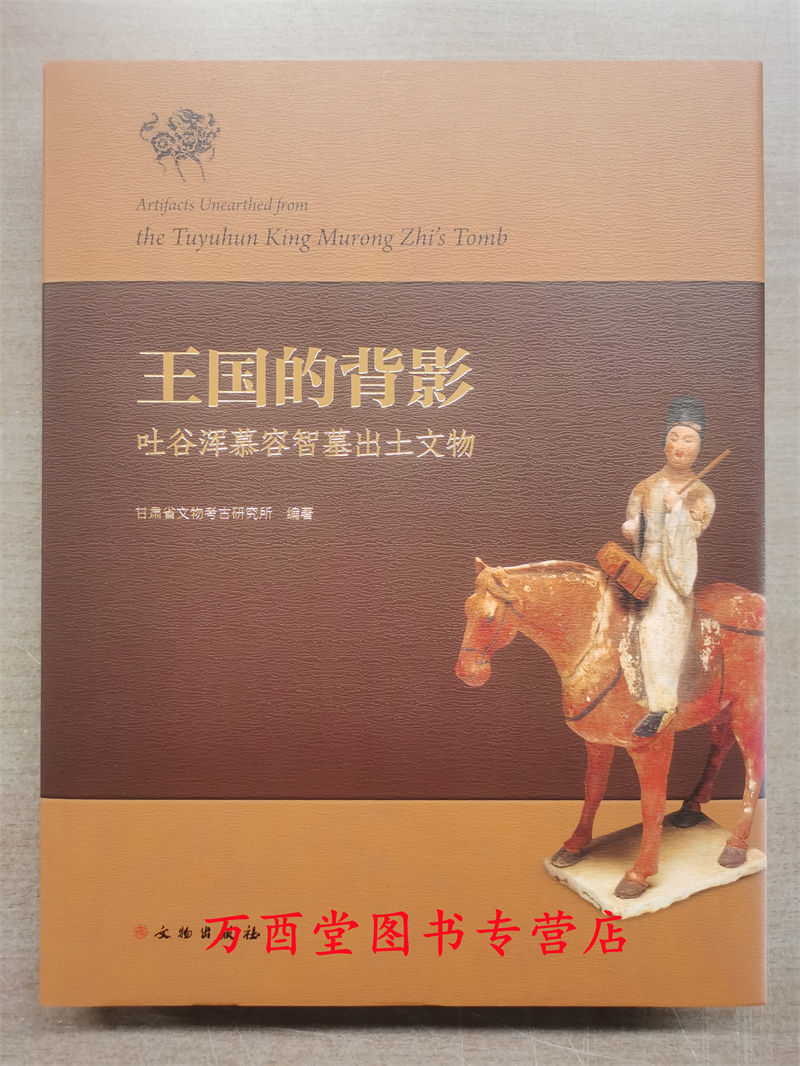 Artifacts Unearthed from
the Tuyuhun King Murong Zhi's Tomb
王国的背影
吐谷浑慕容智墓出土文物
甘肃省文物考古研究所 编著
文物出版社
万酉堂图书专营店